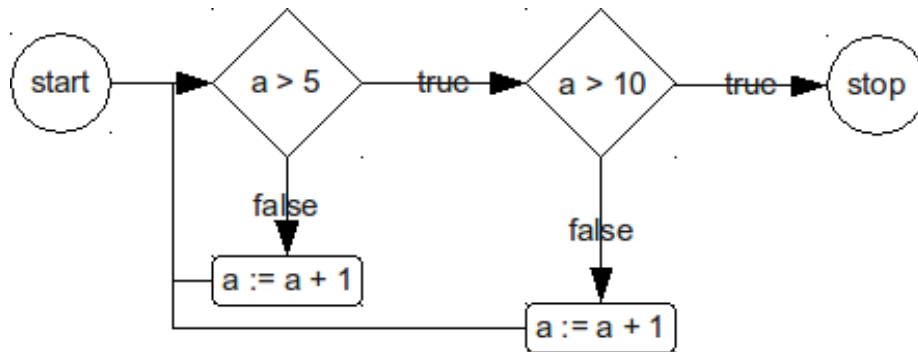 start
a > 5
true
a > 10
true
stop
false
false
a := a + 1
a := a + 1